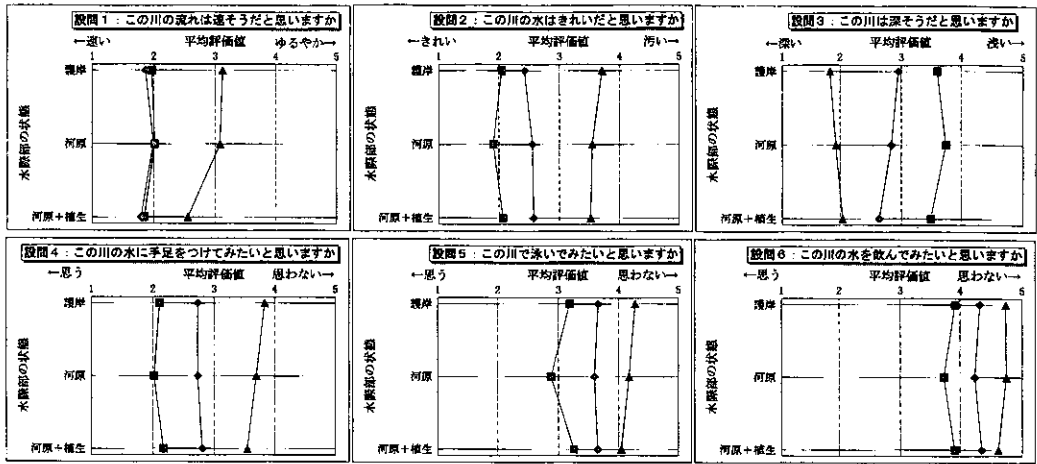 設問1：この川の流れは速そうだと思いますか
←速い 平均評価値 ゆるやか→
1 2 3 4 5
水際部の状態
護岸
河原
河原+植生
設問2：この川の水はきれいだと思いますか
←きれい 平均評価値 汚い→
1 2 3 4 5
水際部の状態
護岸
河原
河原+植生
設問3：この川は深そうだと思いますか
←深い 平均評価値 浅い→
1 2 3 4 5
水際部の状態
護岸
河原
河原+植生
設問4：この川の水に手足をつけてみたいと思いますか
←思う 平均評価値 思わない→
1 2 3 4 5
水際部の状態
護岸
河原
河原+植生
設問5：この川で泳いでみたいと思いますか
←思う 平均評価値 思わない→
1 2 3 4 5
水際部の状態
護岸
河原
河原+植生
設問6：この川の水を飲んでみたいと思いますか
←思う 平均評価値 思わない→
1 2 3 4 5
水際部の状態
護岸
河原
河原+植生